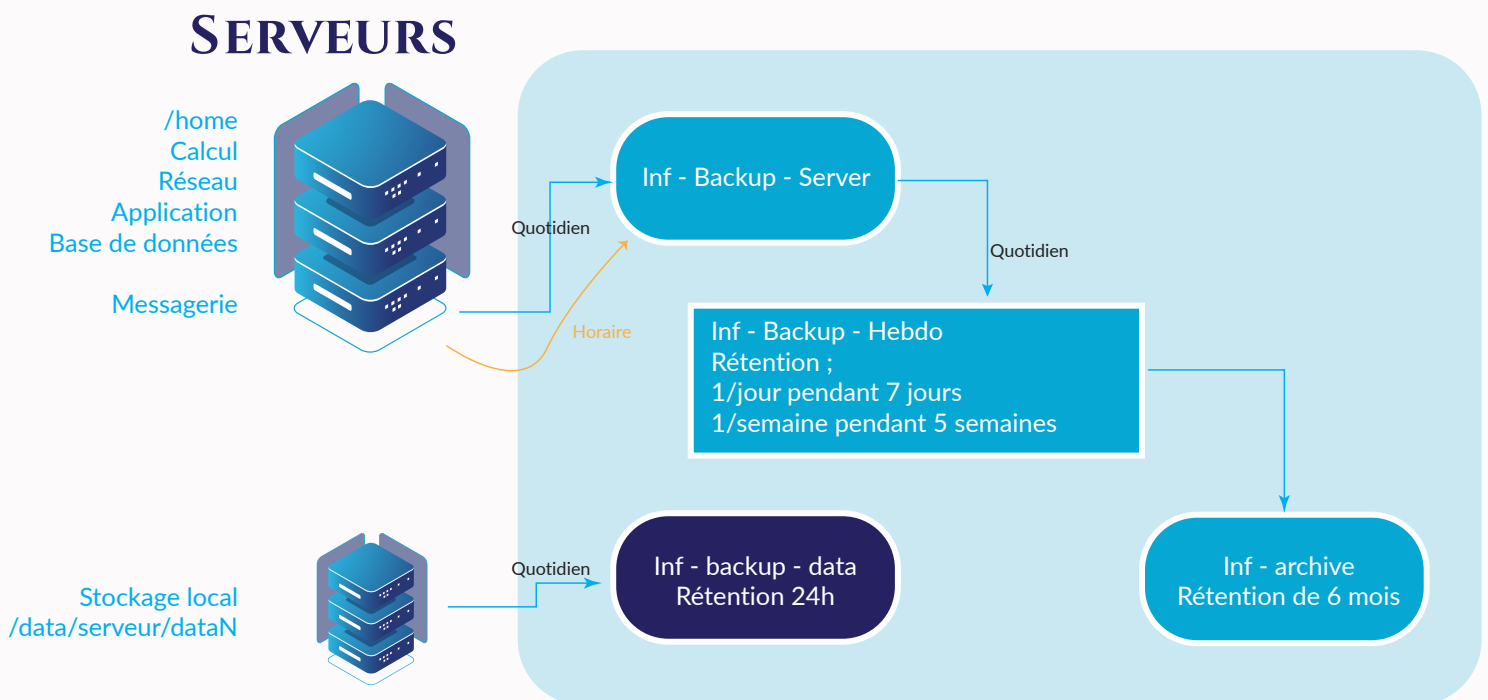 SERVEURS
/home
Calcul
Réseau
Application
Base de données
Messagerie
Quotidien
Horaire
Inf - Backup - Server
Quotidien
Inf - Backup - Hebdo
Rétention ;
1/jour pendant 7 jours
1/semaine pendant 5 semaines
Stockage local
/data/serveur/dataN
Quotidien
Inf - backup - data
Rétention 24h
Inf - archive
Rétention de 6 mois